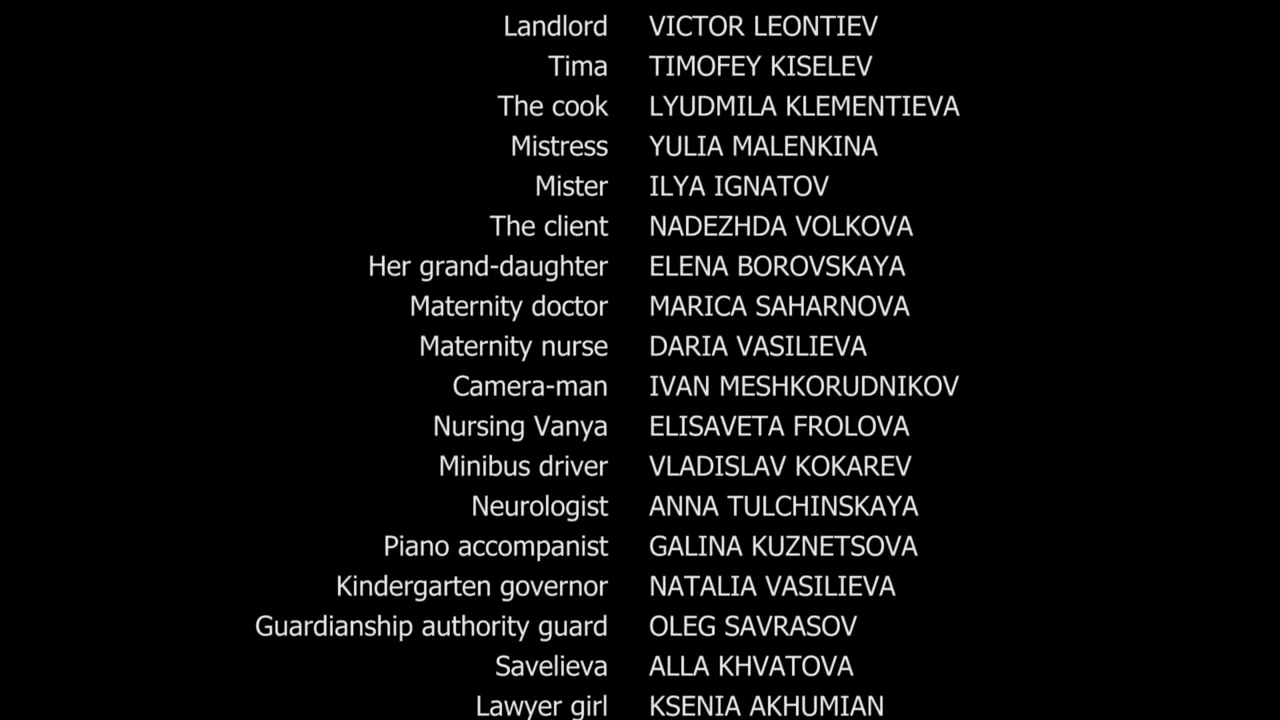 Landlord VICTOR LEONTIEV
Tima TIMOFEY KISELEV
The cook LYUDMILA KLEMENTIEVA
Mistress YULIA MALENKINA
Mister ILYA IGNATOV
The client NADEZHDA VOLKOVA
Her grand-daughter ELENA BOROVSKAYA
Maternity doctor MARICA SAHARNOVA
Maternity nurse DARIA VASILIEVA
Camera-man IVAN MESHKORUDNIKOV
Nursing Vanya ELISAVETA FROLOVA
Minibus driver VLADISLAV KOKAREV
Neurologist ANNA TULCHINSKAYA
Piano accompanist GALINA KUZNETSOVA
Kindergarten governor NATALIA VASILIEVA
Guardianship authority guard OLEG SAVRASOV
Savelieva ALLA KHVATOVA
Lawyer girl KSENIA AKHUMIAN